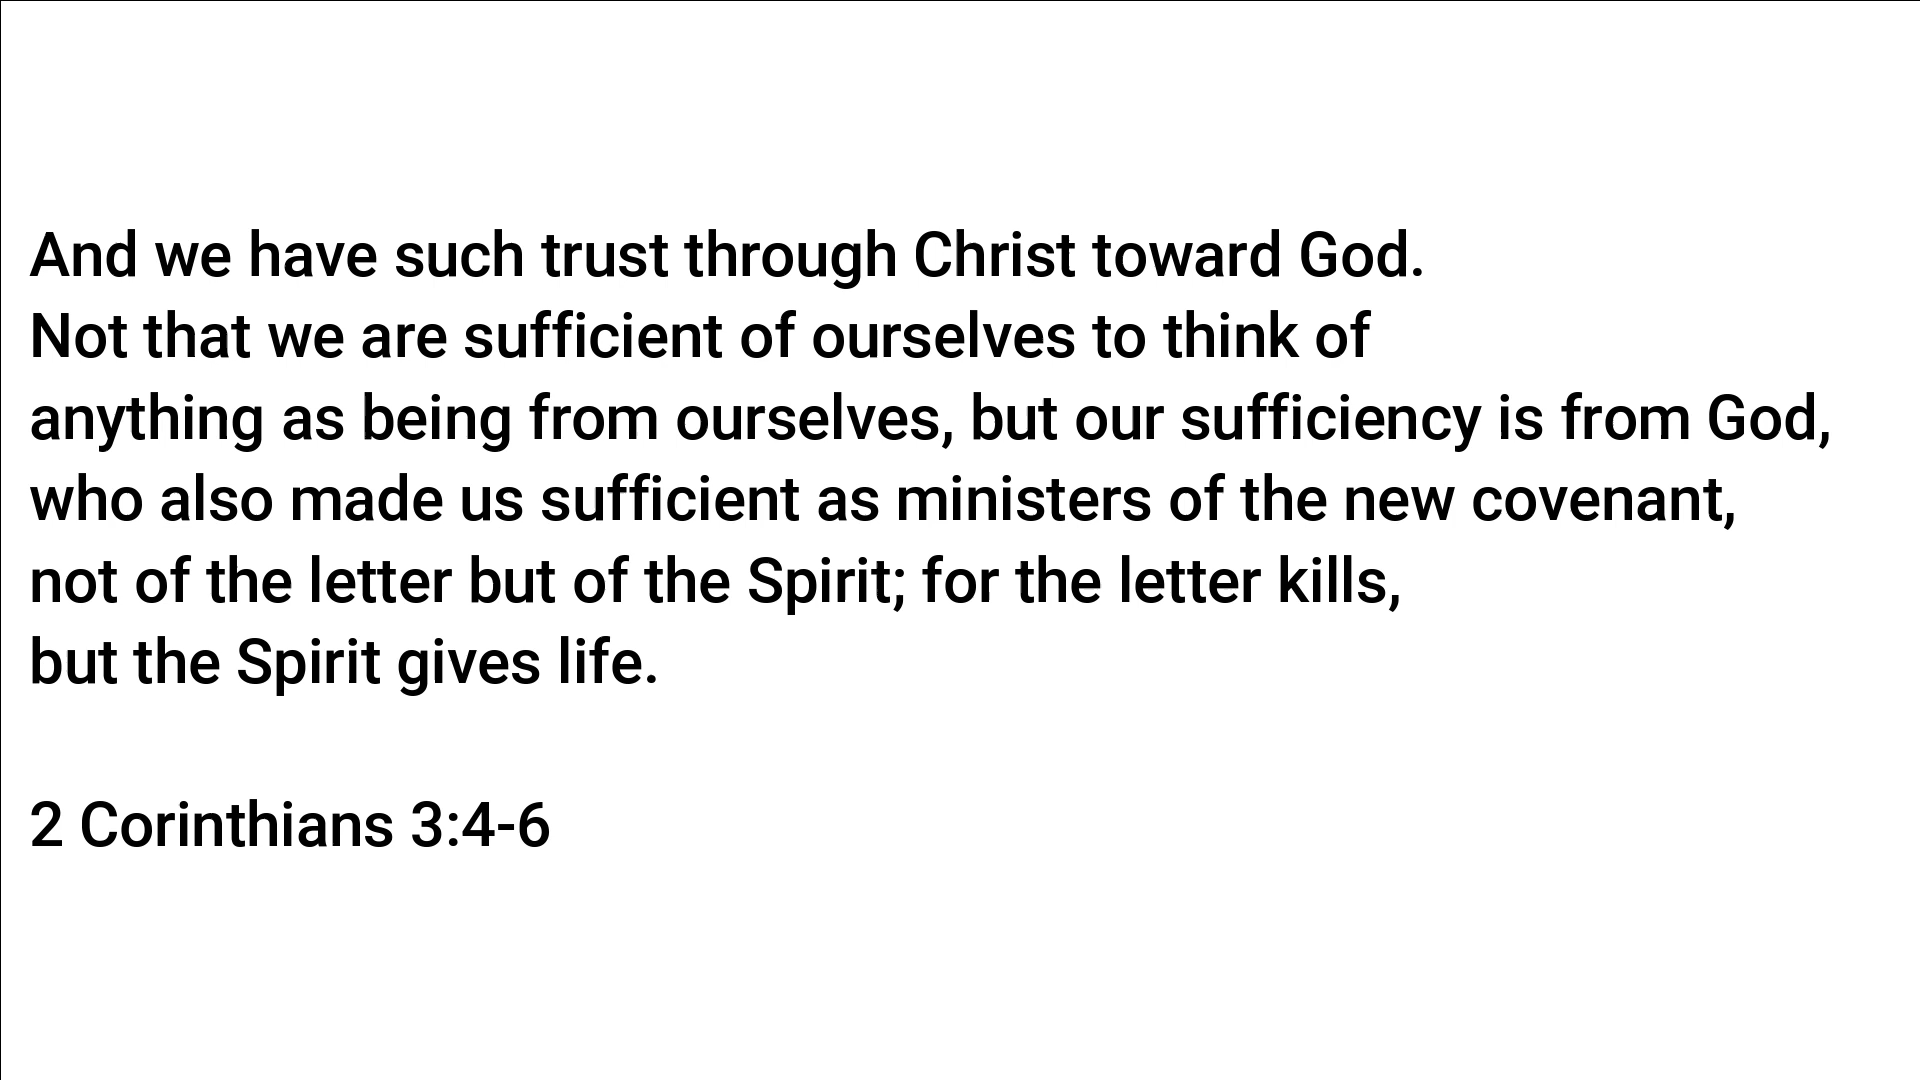 And we have such trust through Christ toward God.
Not that we are sufficient of ourselves to think of
anything as being from ourselves, but our sufficiency is from God,
who also made us sufficient as ministers of the new covenant,
not of the letter but of the Spirit; for the letter kills,
but the Spirit gives life.
2 Corinthians 3:4-6